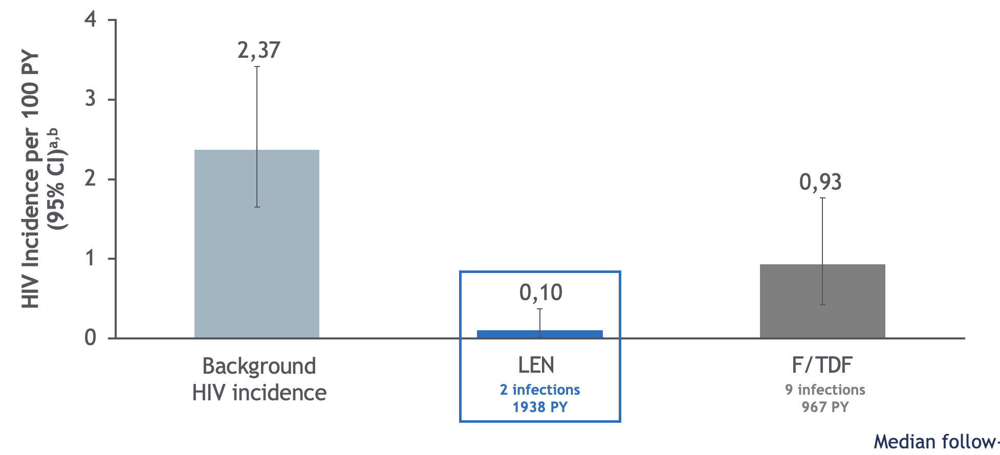 HIV Incidence per 100 PY
(95% CI)a,b
4
3
2
1
0
2,37
0,10
0,93
Background
HIV incidence
LEN
2 infections
1938 PY
F/TDF
9 infections
967 PY
Median follow-